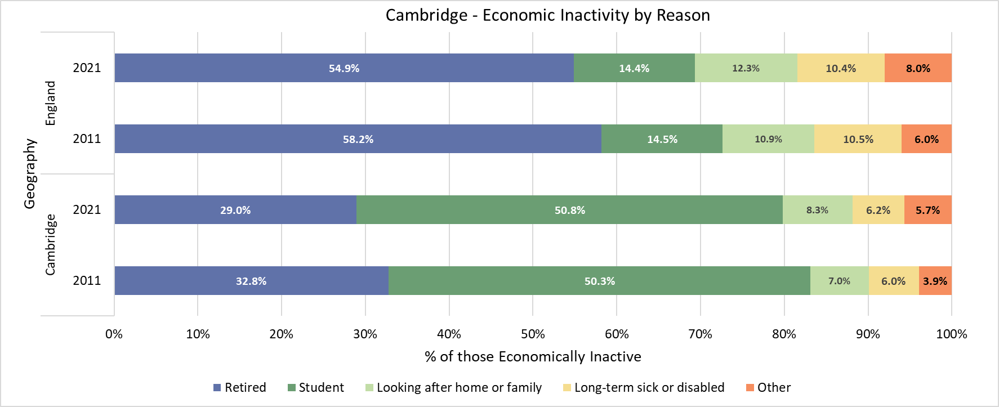 Cambridge - Economic Inactivity by Reason
Geography
England
2021
54.9% 14.4% 12.3% 10.4% 8.0%
2011
58.2% 14.5% 10.9% 10.5% 6.0%
Cambridge
2021
29.0% 50.8% 8.3% 6.2% 5.7%
2011
32.8% 50.3% 7.0% 6.0% 3.9%
0% 10% 20% 30% 40% 50% 60% 70% 80% 90% 100%
% of those Economically Inactive
Retired Student Looking after home or family Long-term sick or disabled Other